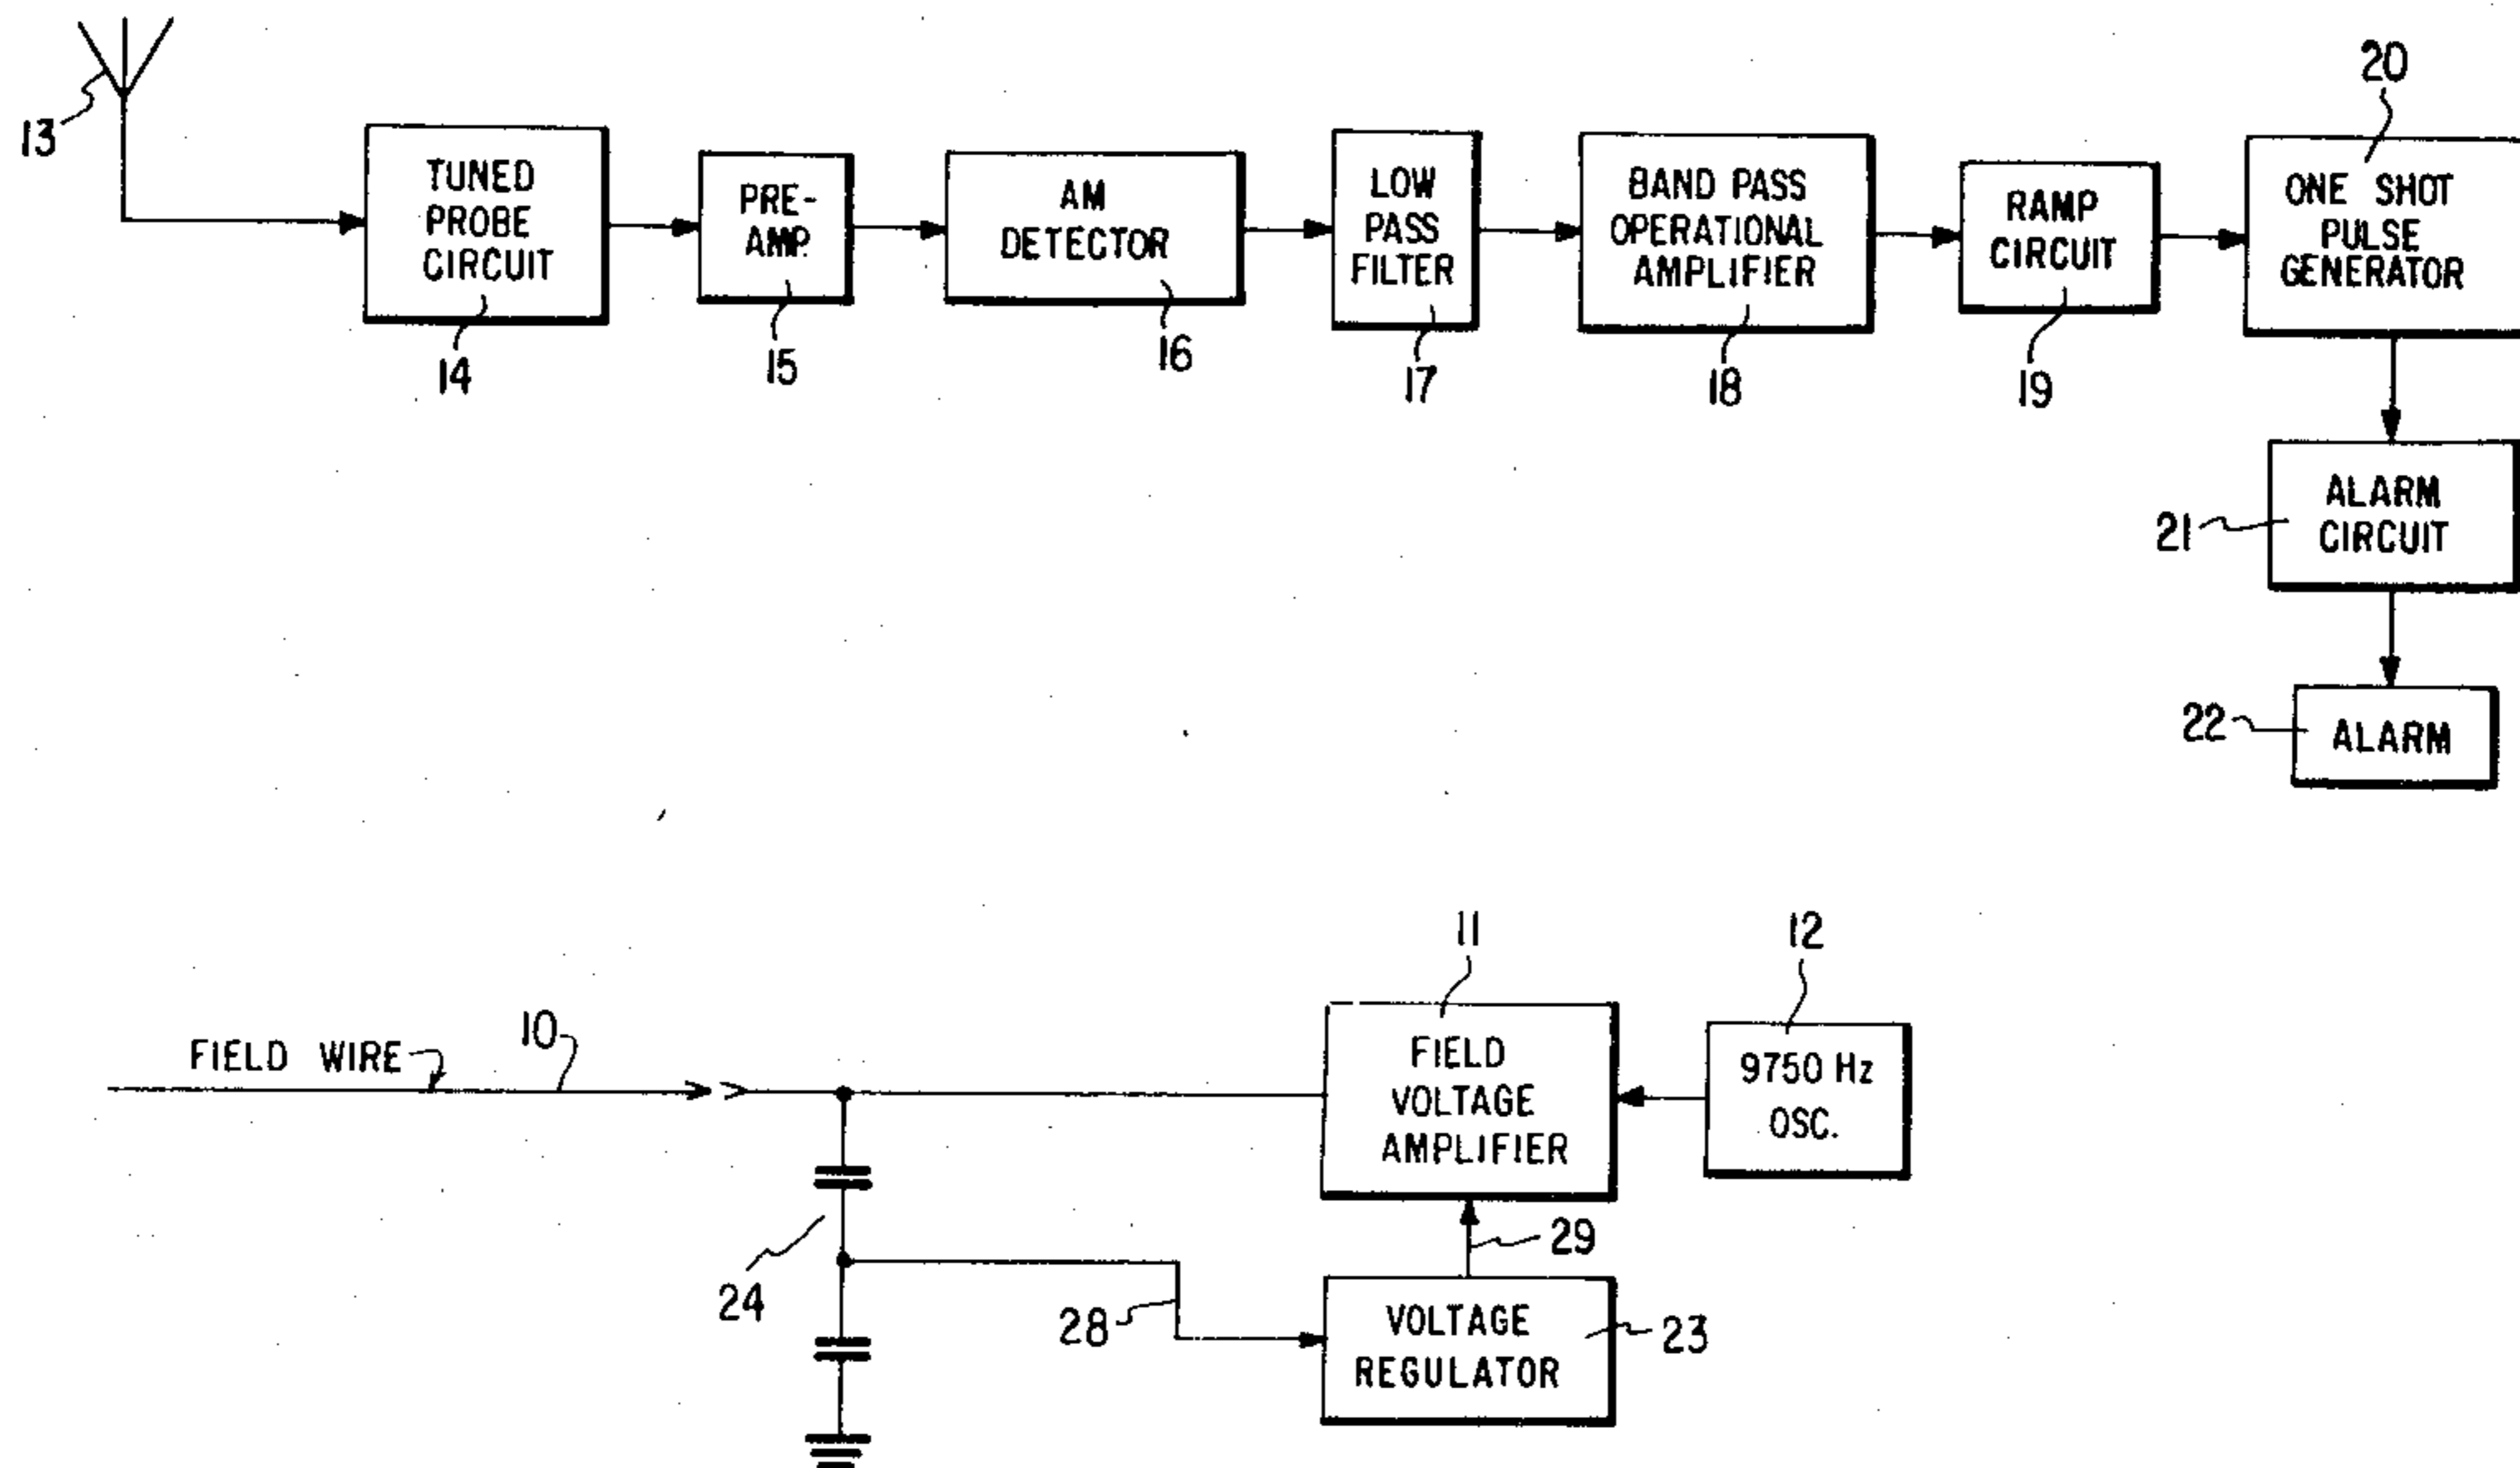 13
TUNED
PROBE
CIRCUIT
14
PRE-
AMP.
15
AM
DETECTOR
16
LOW
PASS
FILTER
17
BAND PASS
OPERATIONAL
AMPLIFIER
18
RAMP
CIRCUIT
19
20
ONE SHOT
PULSE
GENERATOR
ALARM
CIRCUIT
21
22
ALARM
FIELD WIRE
10
11
FIELD
VOLTAGE
AMPLIFIER
12
9750 Hz
OSC.
24
28
29
VOLTAGE
REGULATOR
23